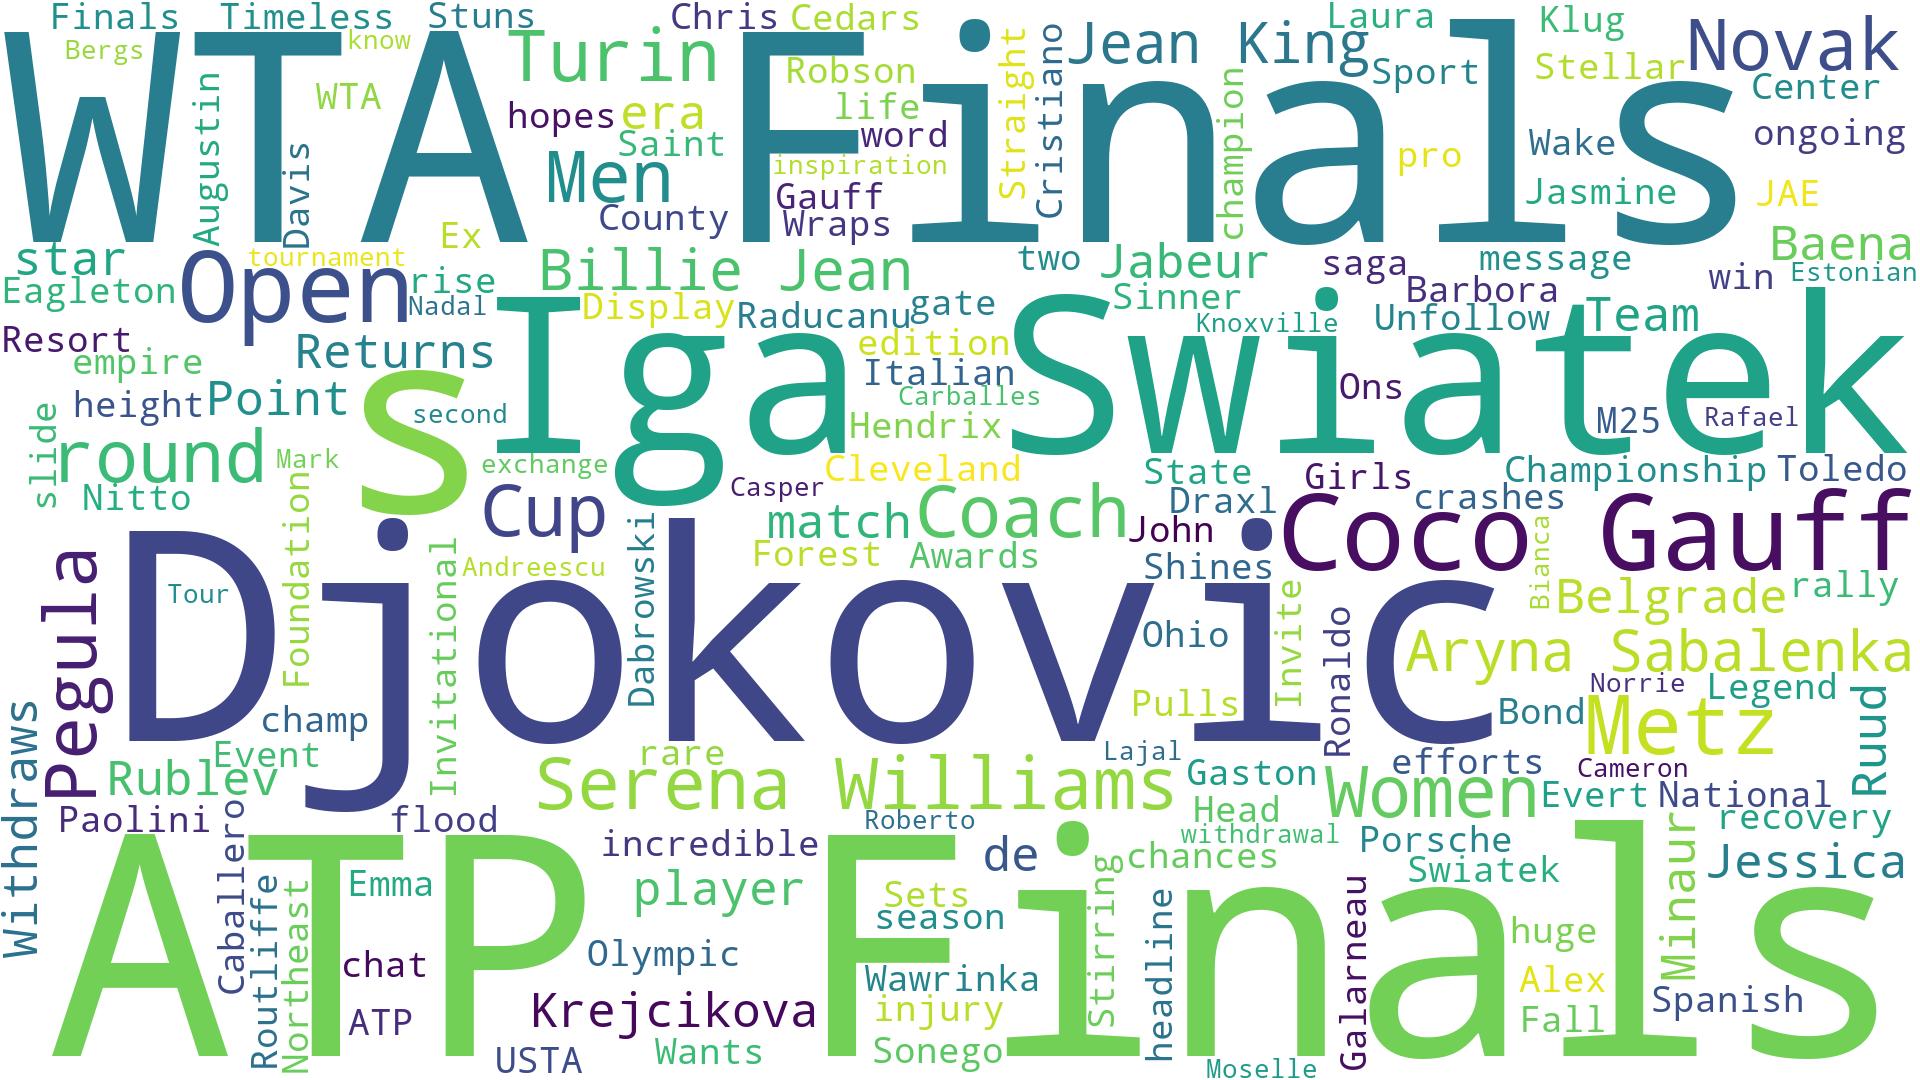 Finals
Timeless
Stuns
Chris
Cedars
Laura
Klug
Novak
Bergs
know
Turin
Jean King
WTA Finals
Straight
Cristiano
Robson
Sport
Stellar
Center
Augustin
WTA
hopes
era
life
champion
Davis
Saint
word
Wake
ongoing
Men
inspiration
pro
Gauff
Jasmine
JAE
County
Wraps
Ex
star
tournament
Open
Billie Jean
two
Jabeur
saga
message
Baena
Eagleton
rise
Barbora
win
Estonian
Nadal
Display
Raducanu
gate
Sinner
Resort
Knoxville
Unfollow
Team
empire
Returns
edition
Iga Swiatek
Italian
height
Point
s
Carballes
Ons
slide
second
Hendrix
M25
Rafael
round
Mark
exchange
Cleveland
State
Girls
Championship
Toledo
Nitto
Casper
Cup
match
Coach
Draxl
crashes
Coco Gauff
John
Foundation
Invitational
Dabrowski
Forest
Awards
Shines
Bianca
Andreescu
Tour
Djokovic
Belgrade
rally
Pegula
Invite
Ohio
Ronaldo
Aryna Sabalenka
Norrie
Legend
Withdraws
champ
Pulls
Bond
Metz
Ruud
Event
rare
Lajal
efforts
Rublev
Serena Williams
Gaston
Cameron
Women
Evert
National
Paolini
Caballero
flood
Roberto
Head
recovery
incredible
withdrawal
Porsche
ATP Finals
de
chances
Swiatek
Minaur
Jessica
Emma
player
Sets
Stirring
Routliffe
Northeast
season
headline
Galarneau
huge
chat
Olympic
Wawrinka
Alex
ATP
Krejcikova
injury
Spanish
Fall
USTA
Wants
Sonego
Moselle